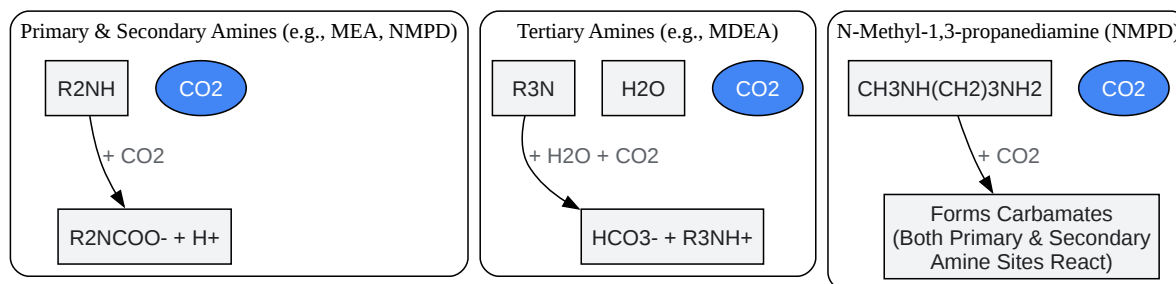 Primary & Secondary Amines (e.g., MEA, NMPD)
R2NH
CO2
+ CO2
R2NCOO- + H+
Tertiary Amines (e.g., MDEA)
R3N
H2O
CO2
+ H2O + CO2
HCO3- + R3NH+
N-Methyl-1,3-propanediamine (NMPD)
CH3NH(CH2)3NH2
CO2
+ CO2
Forms Carbamates
(Both Primary & Secondary
Amine Sites React)